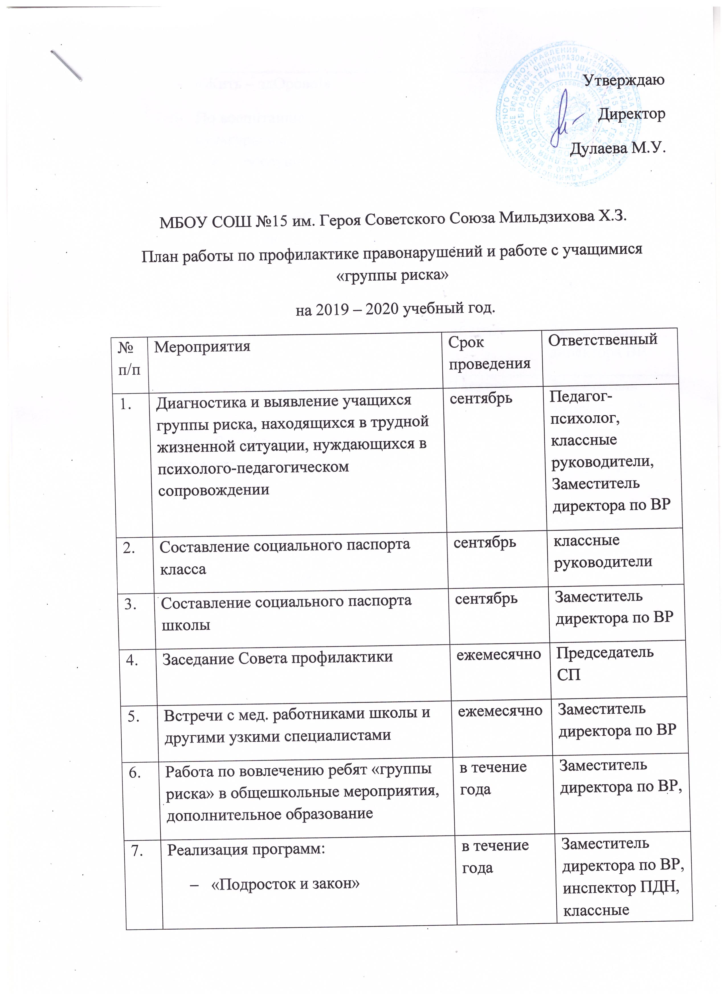 Утверждаю
Директор
Дулаева М.У.
МБОУ СОШ №15 им. Героя Советского Союза Мильдзихова Х.З.
План работы по профилактике правонарушений и работе с учащимися
«группы риска»
на 2019 – 2020 учебный год.
№
п/п
Мероприятия
Срок
проведения
Ответственный
1.
Диагностика и выявление учащихся
группы риска, находящихся в трудной
жизненной ситуации, нуждающихся в
психолого-педагогическом
сопровождении
сентябрь
Педагог-
психолог,
классные
руководители,
Заместитель
директора по ВР
2.
Составление социального паспорта
класса
сентябрь
классные
руководители
3.
Составление социального паспорта
школы
сентябрь
Заместитель
директора по ВР
4.
Заседание Совета профилактики
ежемесячно
Председатель
СП
5.
Встречи с мед. работниками школы и
другими узкими специалистами
ежемесячно
Заместитель
директора по ВР
6.
Работа по вовлечению ребят «группы
риска» в общешкольные мероприятия,
дополнительное образование
в течение
года
Заместитель
директора по ВР,
7.
Реализация программ:
– «Подросток и закон»
в течение
года
Заместитель
директора по ВР,
инспектор ПДН,
классные